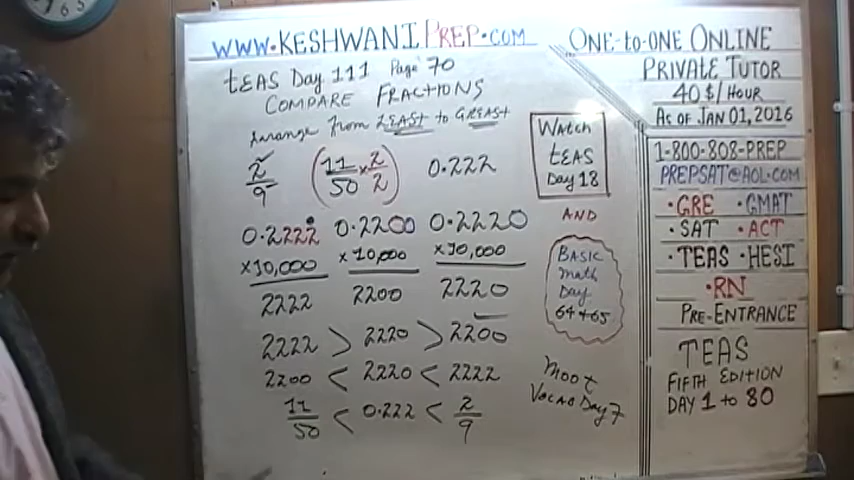 WWW.KESHWANIPREP.COM
tEAS Day 111 Page 70
COMPARE FRACTIONS
Arrange from LEAST to GREAST
2/9 (11/50 × 2/2) 0.222
0.2222 0.2200 0.2220
×10,000 ×10,000 ×10,000
2222 2200 2220
2222 > 2220 > 2200
2200 < 2220 < 2222
11/50 < 0.222 < 2/9
WATCH
tEAS
DAY 18
AND
BASIC
math
Day
64+65
Moot
VOCAB Day 7
ONE-to-ONE ONLINE
PRIVATE TUTOR
40$/HOUR
AS OF JAN 01, 2016
1-800-808-PREP
PREPSAT@AOL.COM
•GRE •GMAT
•SAT •ACT
•TEAS •HESI
•RN
PRE-ENTRANCE
TEAS
FIFTH EDITION
DAY 1 to 80